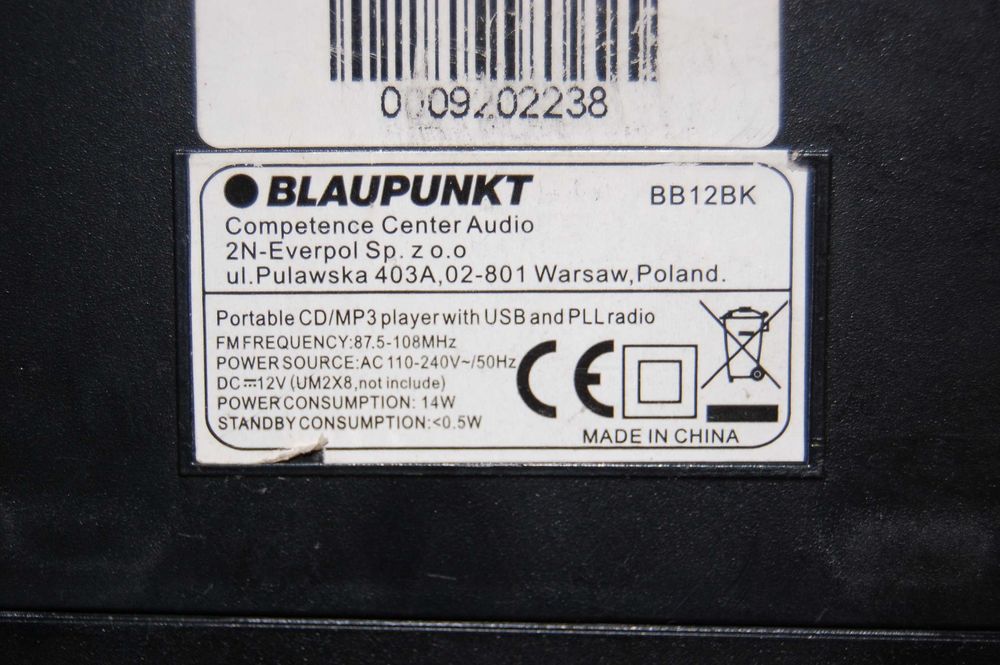 0009202238
BLAUPUNKT
BB12BK
Competence Center Audio
2N-Everpol Sp. z o.o
ul.Pulawska 403A,02-801 Warsaw,Poland.
Portable CD/MP3 player with USB and PLL radio
FM FREQUENCY:87.5-108MHz
POWER SOURCE:AC 110-240V~/50Hz
DC⎓12V (UM2X8,not include)
POWER CONSUMPTION: 14W
STANDBY CONSUMPTION:<0.5W
CE
MADE IN CHINA